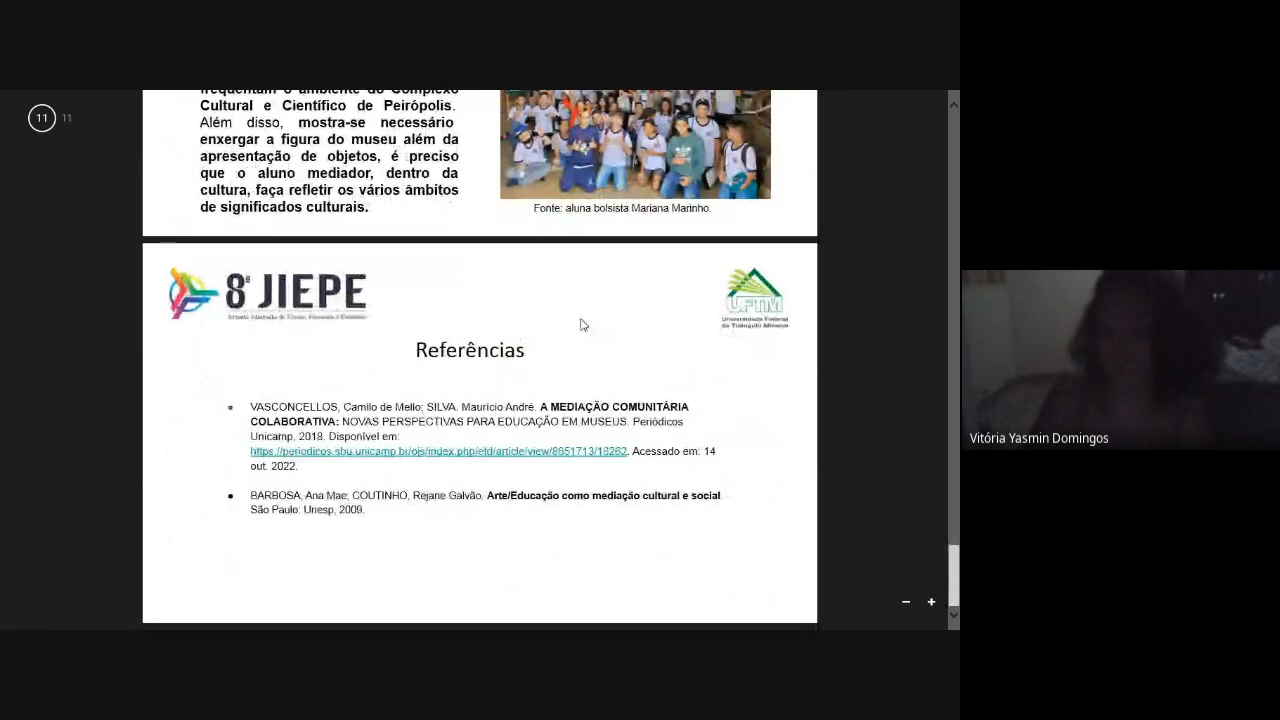 frequentam o ambiente do Complexo
Cultural e Científico de Peirópolis.
Além disso, mostra-se necessário
enxergar a figura do museu além da
apresentação de objetos, é preciso
que o aluno mediador, dentro da
cultura, faça refletir os vários âmbitos
de significados culturais.
11 11
Fonte: aluna bolsista Mariana Marinho.
8ª JIEPE
UFTM
Universidade Federal
do Triângulo Mineiro
Referências
VASCONCELLOS, Camilo de Mello; SILVA. Maurício André. A MEDIAÇÃO COMUNITÁRIA
COLABORATIVA: NOVAS PERSPECTIVAS PARA EDUCAÇÃO EM MUSEUS. Periódicos
Unicamp, 2018. Disponível em:
https://periodicos.sbu.unicamp.br/ojs/index.php/etd/article/view/8651713/18262. Acessado em: 14
out. 2022.
BARBOSA, Ana Mae; COUTINHO, Rejane Galvão. Arte/Educação como mediação cultural e social.
São Paulo: Unesp, 2009.
Vitória Yasmin Domingos